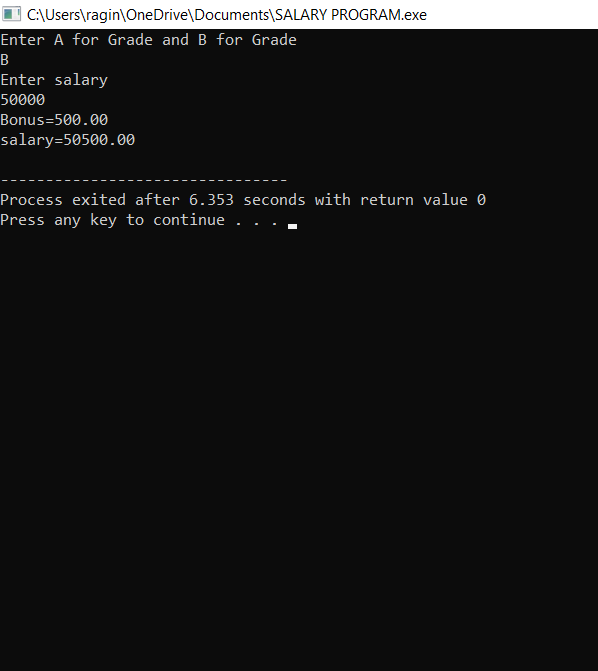 C:\Users\ragin\OneDrive\Documents\SALARY PROGRAM.exe
Enter A for Grade and B for Grade
B
Enter salary
50000
Bonus=500.00
salary=50500.00
--------------------------------
Process exited after 6.353 seconds with return value 0
Press any key to continue . . .